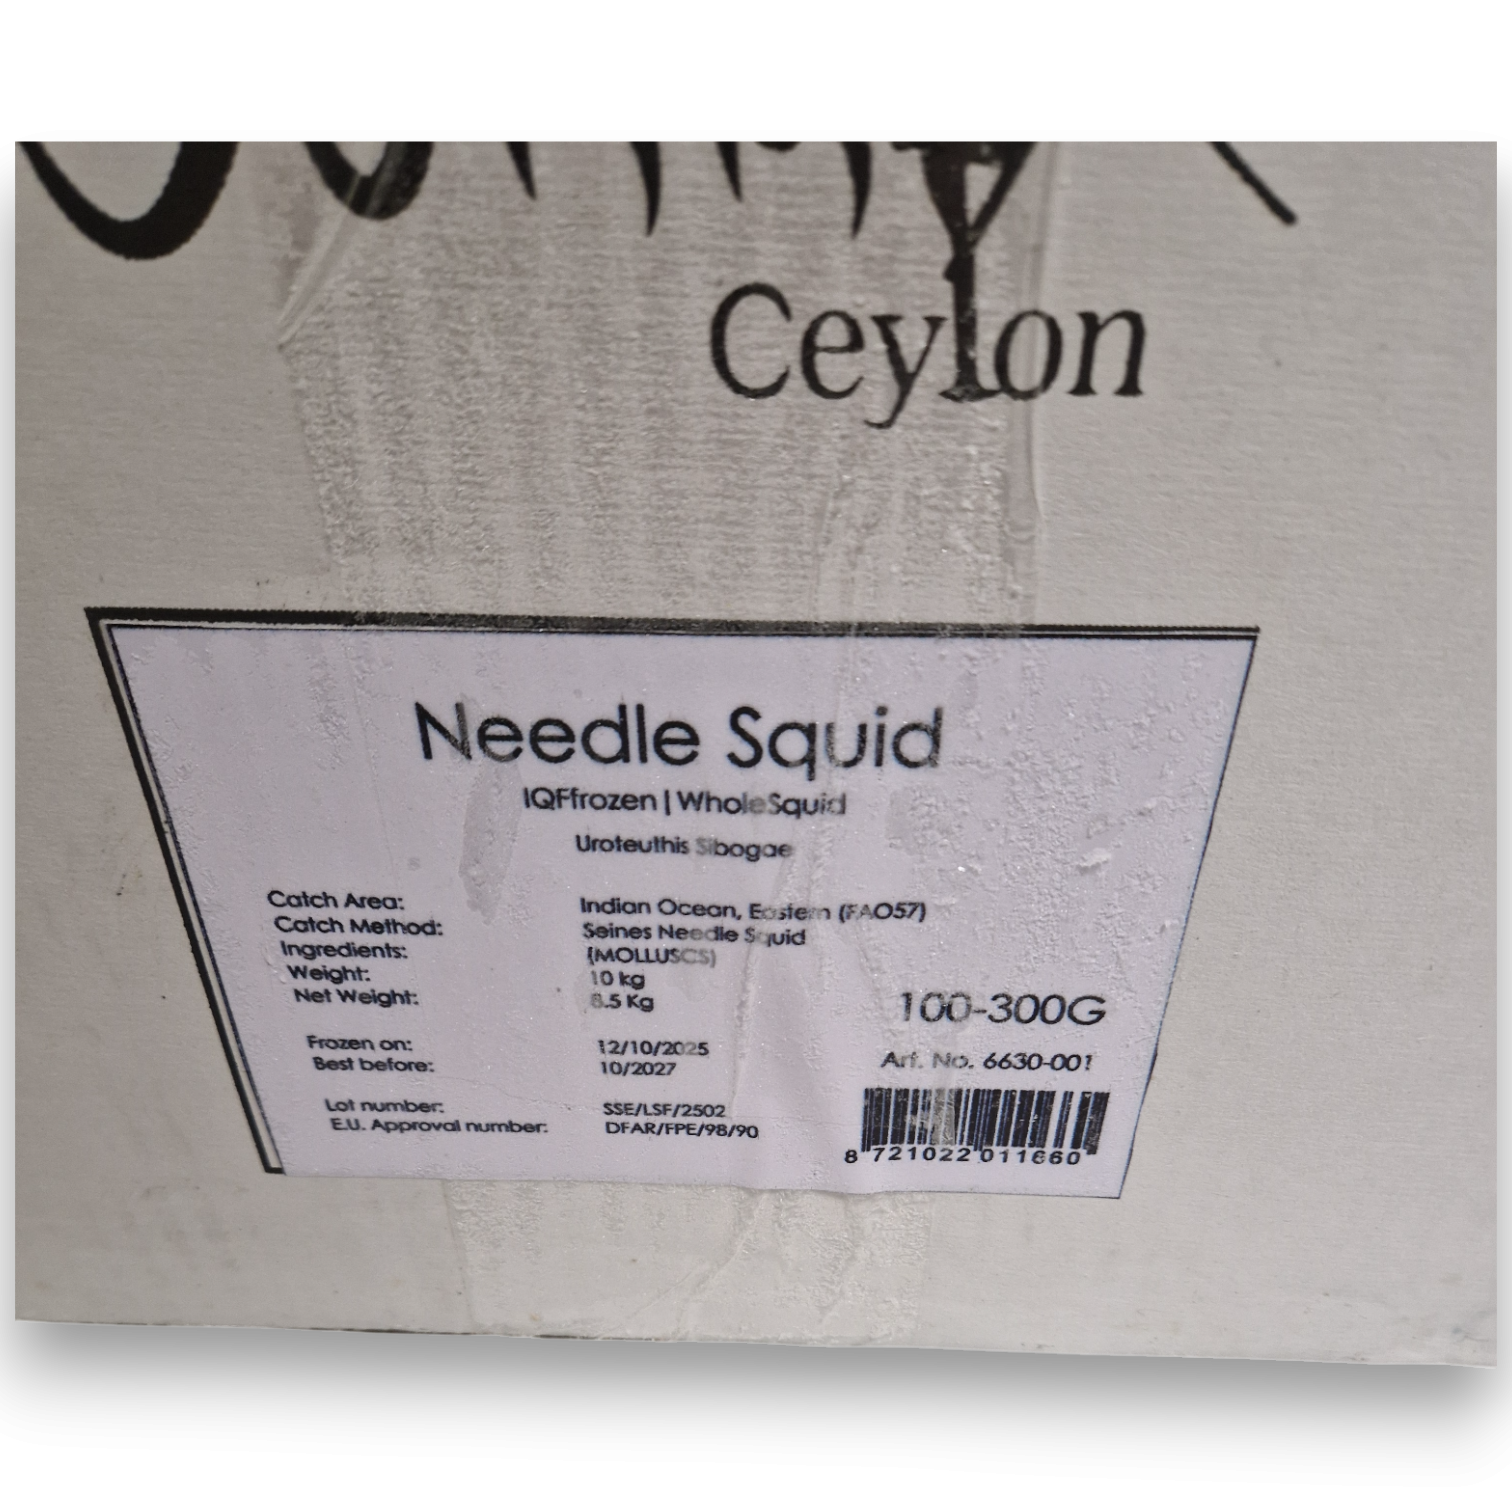 Ceylon
Needle Squid
IQFfrozen | WholeSquid
Uroteuthis Sibogae
Catch Area: Indian Ocean, Eastern (FAO57)
Catch Method: Seines Needle Squid
Ingredients: (MOLLUSCS)
Weight: 10 kg
Net Weight: 8.5 Kg
100-300G
Frozen on: 12/10/2025
Best before: 10/2027
Art. No. 6630-001
Lot number: SSE/LSF/2502
E.U. Approval number: DFAR/FPE/98/90
8 721022 011660